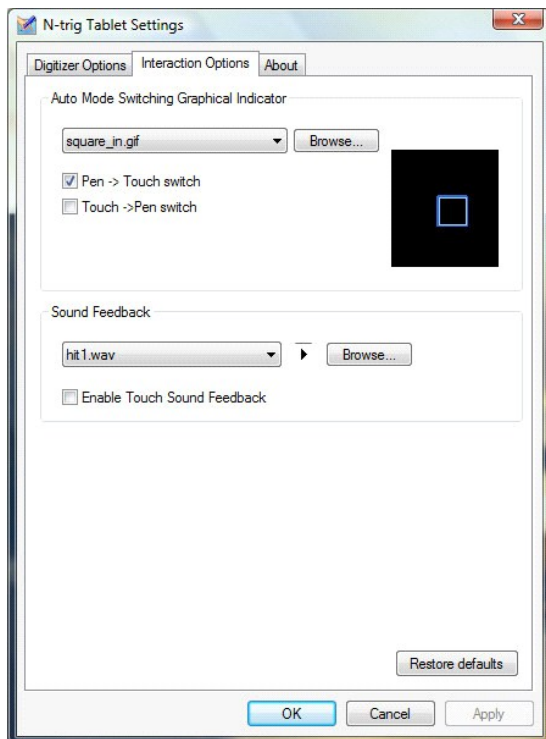 N-trig Tablet Settings
Digitizer Options Interaction Options About
Auto Mode Switching Graphical Indicator
square_in.gif Browse...
Pen -> Touch switch
Touch ->Pen switch
Sound Feedback
hit1.wav Browse...
Enable Touch Sound Feedback
Restore defaults
OK Cancel Apply